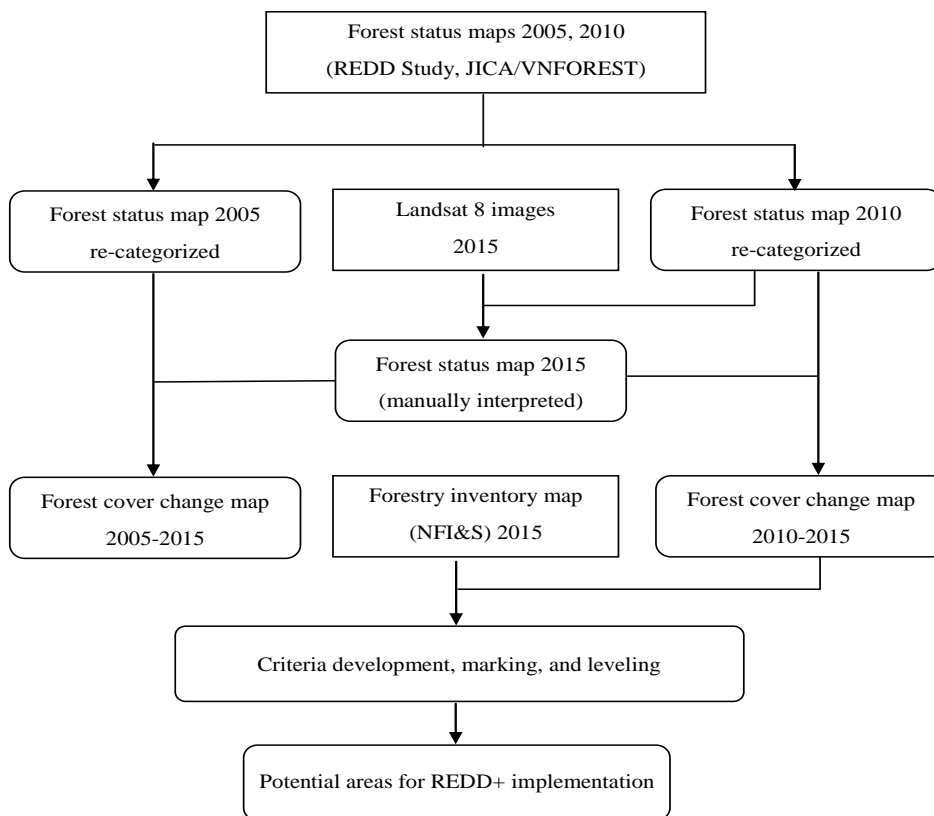 Forest status maps 2005, 2010
(REDD Study, JICA/VNFOREST)
Forest status map 2005
re-categorized
Landsat 8 images
2015
Forest status map 2010
re-categorized
Forest status map 2015
(manually interpreted)
Forest cover change map
2005-2015
Forestry inventory map
(NFI&S) 2015
Forest cover change map
2010-2015
Criteria development, marking, and leveling
Potential areas for REDD+ implementation